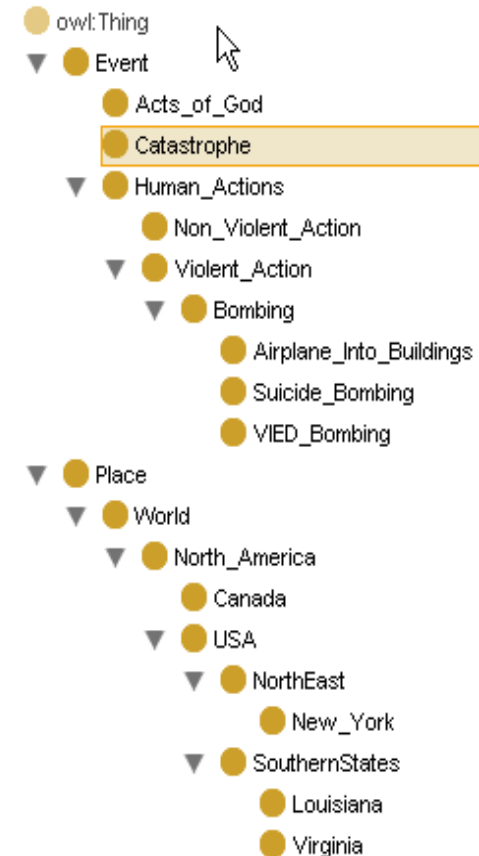 owl:Thing
Event
Acts_of_God
Catastrophe
Human_Actions
Non_Violent_Action
Violent_Action
Bombing
Airplane_Into_Buildings
Suicide_Bombing
VIED_Bombing
Place
World
North_America
Canada
USA
NorthEast
New_York
SouthernStates
Louisiana
Virginia